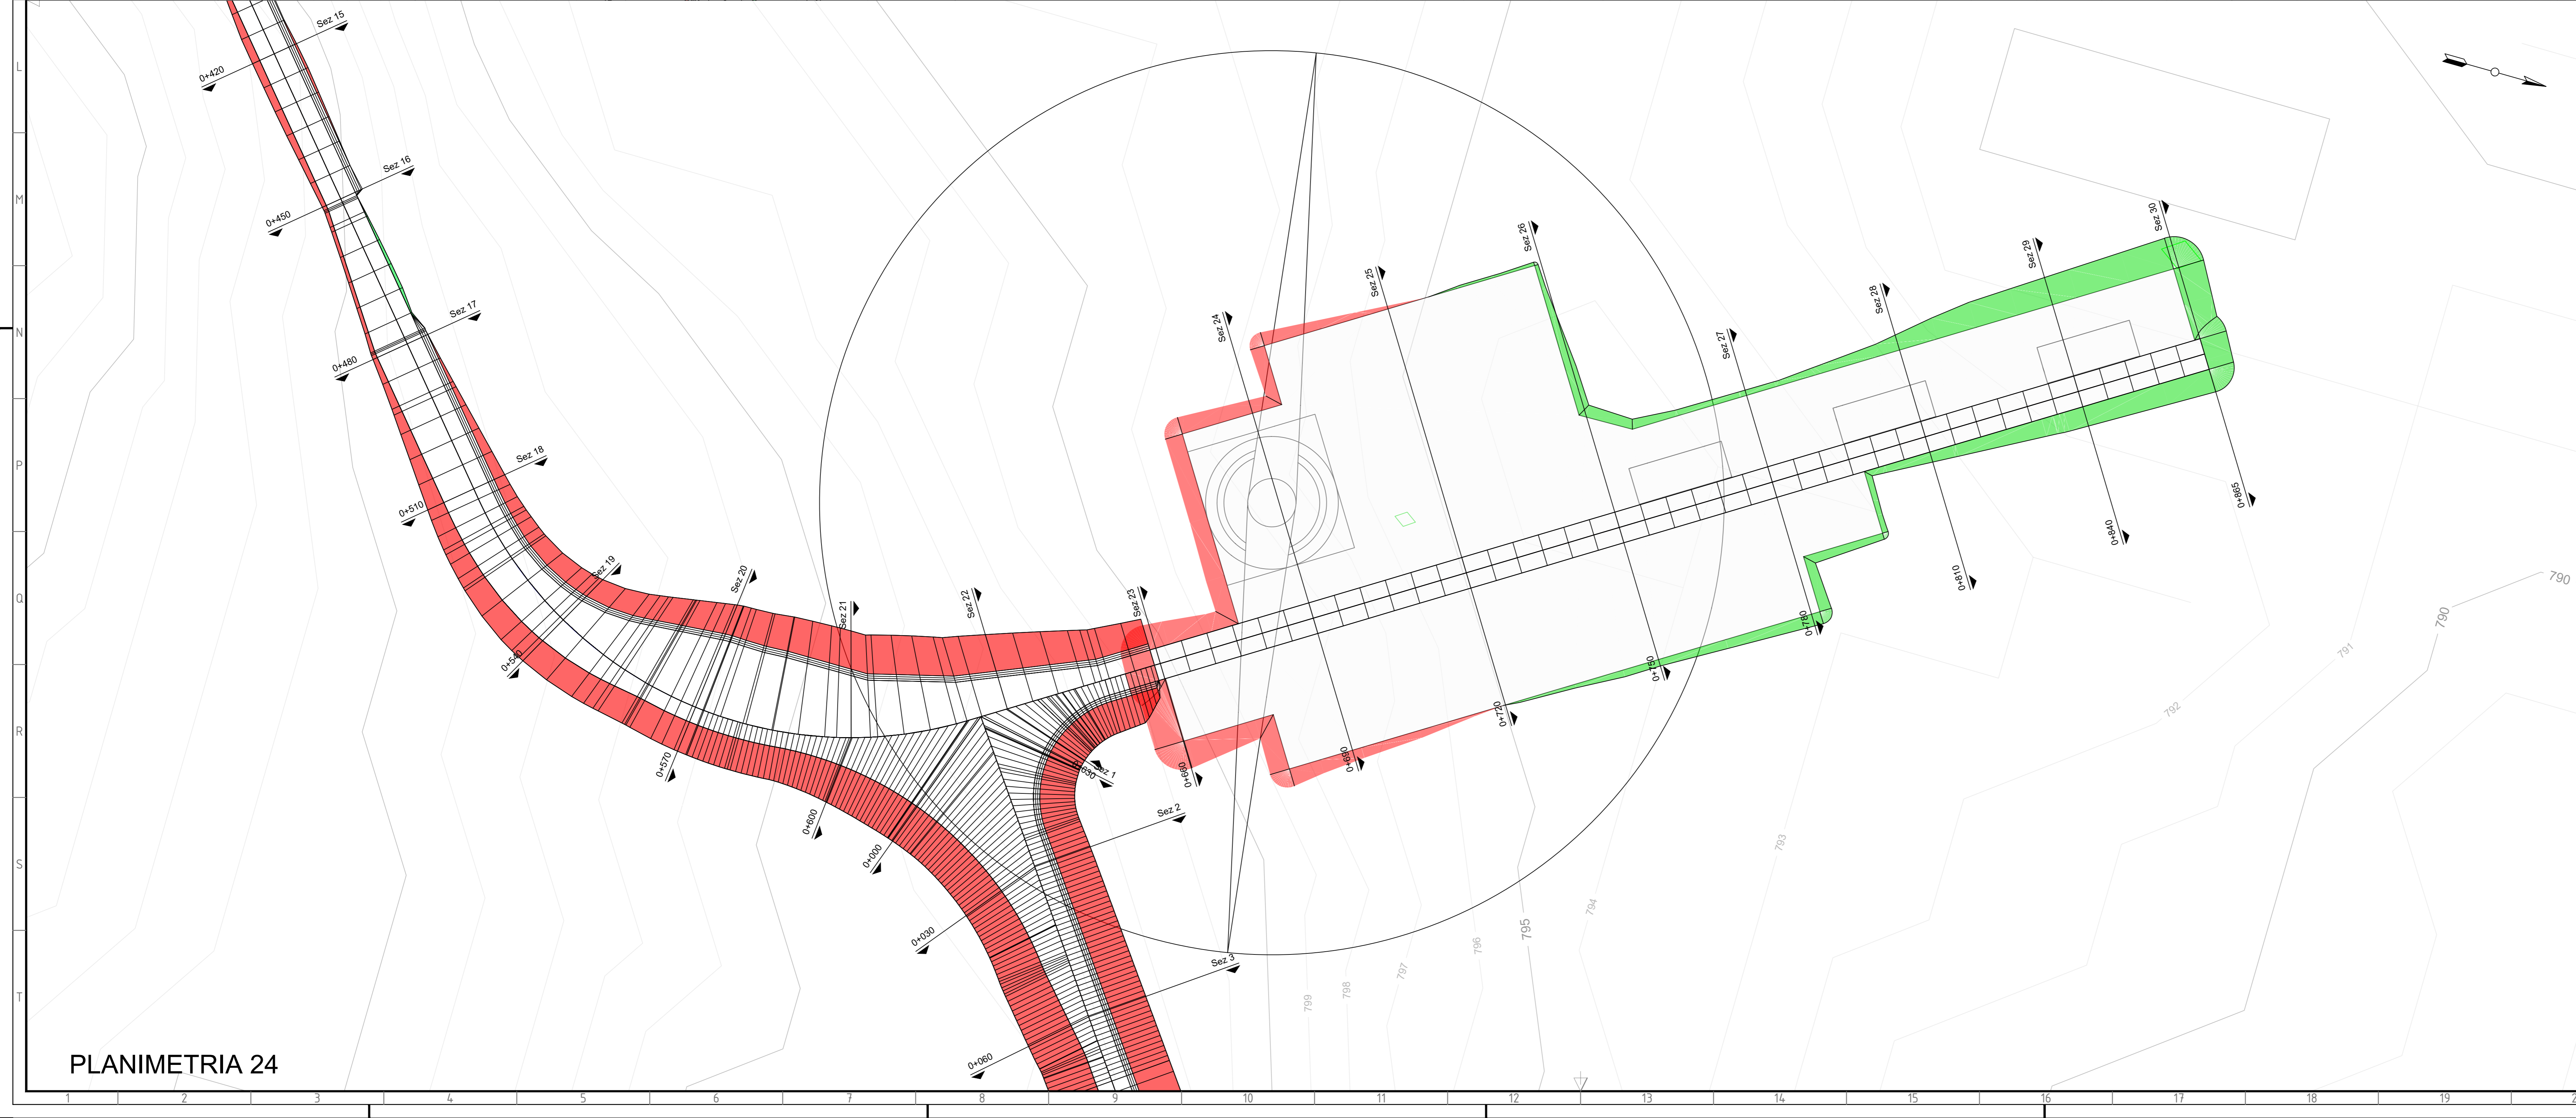 Sez 15
L
0+420
Sez 16
M
0+450
Sez 30
Sez 26
Sez 29
Sez 25
Sez 28
Sez 24
Sez 17
N
Sez 27
0+480
Sez 18
P
0+510
0+865
0+840
Sez 19
Sez 20
0+810
790
Q
Sez 21
Sez 22
Sez 23
0+780
790
791
0+540
0+750
792
0+720
R
0+570
0+690
0+660
Sez 1
0+600
Sez 2
793
0+000
S
794
795
0+030
796
Sez 3
797
798
799
T
0+060
PLANIMETRIA 24
1 2 3 4 5 6 7 8 9 10 11 12 13 14 15 16 17 18 19